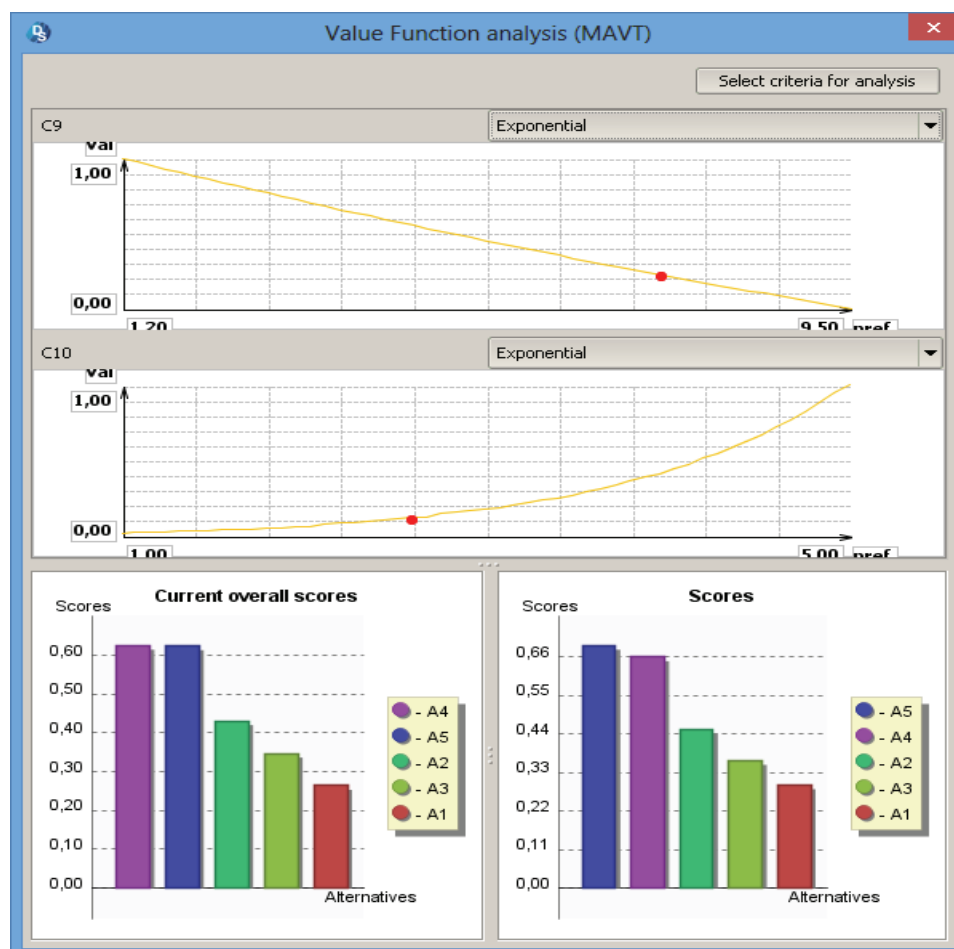 Value Function analysis (MAVT)
Select criteria for analysis
C9
Exponential
Val
1,00
0,00
1.20
9.50 pref
C10
Exponential
Val
1,00
0,00
1.00
5.00 pref
Current overall scores
Scores
0,60
0,50
0,40
0,30
0,20
0,10
0,00
Alternatives
- A4
- A5
- A2
- A3
- A1
Scores
Scores
0,66
0,55
0,44
0,33
0,22
0,11
0,00
Alternatives
- A5
- A4
- A2
- A3
- A1